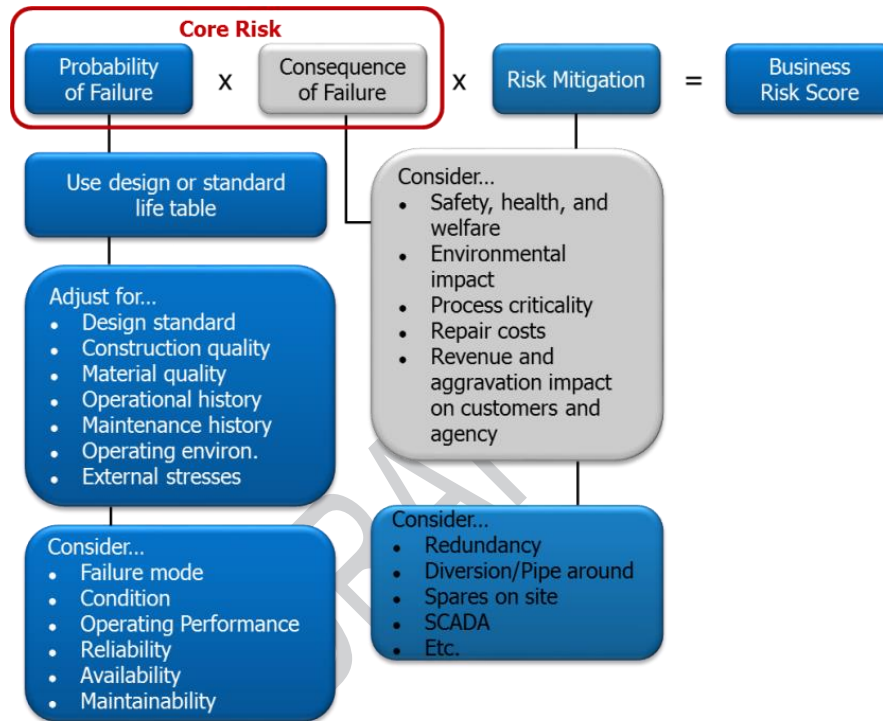 Core Risk
Probability
of Failure
x
Consequence
of Failure
x
Risk Mitigation
=
Business
Risk Score
Use design or standard
life table
Adjust for...
• Design standard
• Construction quality
• Material quality
• Operational history
• Maintenance history
• Operating environ.
• External stresses
Consider...
• Failure mode
• Condition
• Operating Performance
• Reliability
• Availability
• Maintainability
Consider...
• Safety, health, and
welfare
• Environmental
impact
• Process criticality
• Repair costs
• Revenue and
aggravation impact
on customers and
agency
Consider...
• Redundancy
• Diversion/Pipe around
• Spares on site
• SCADA
• Etc.
DRAFT